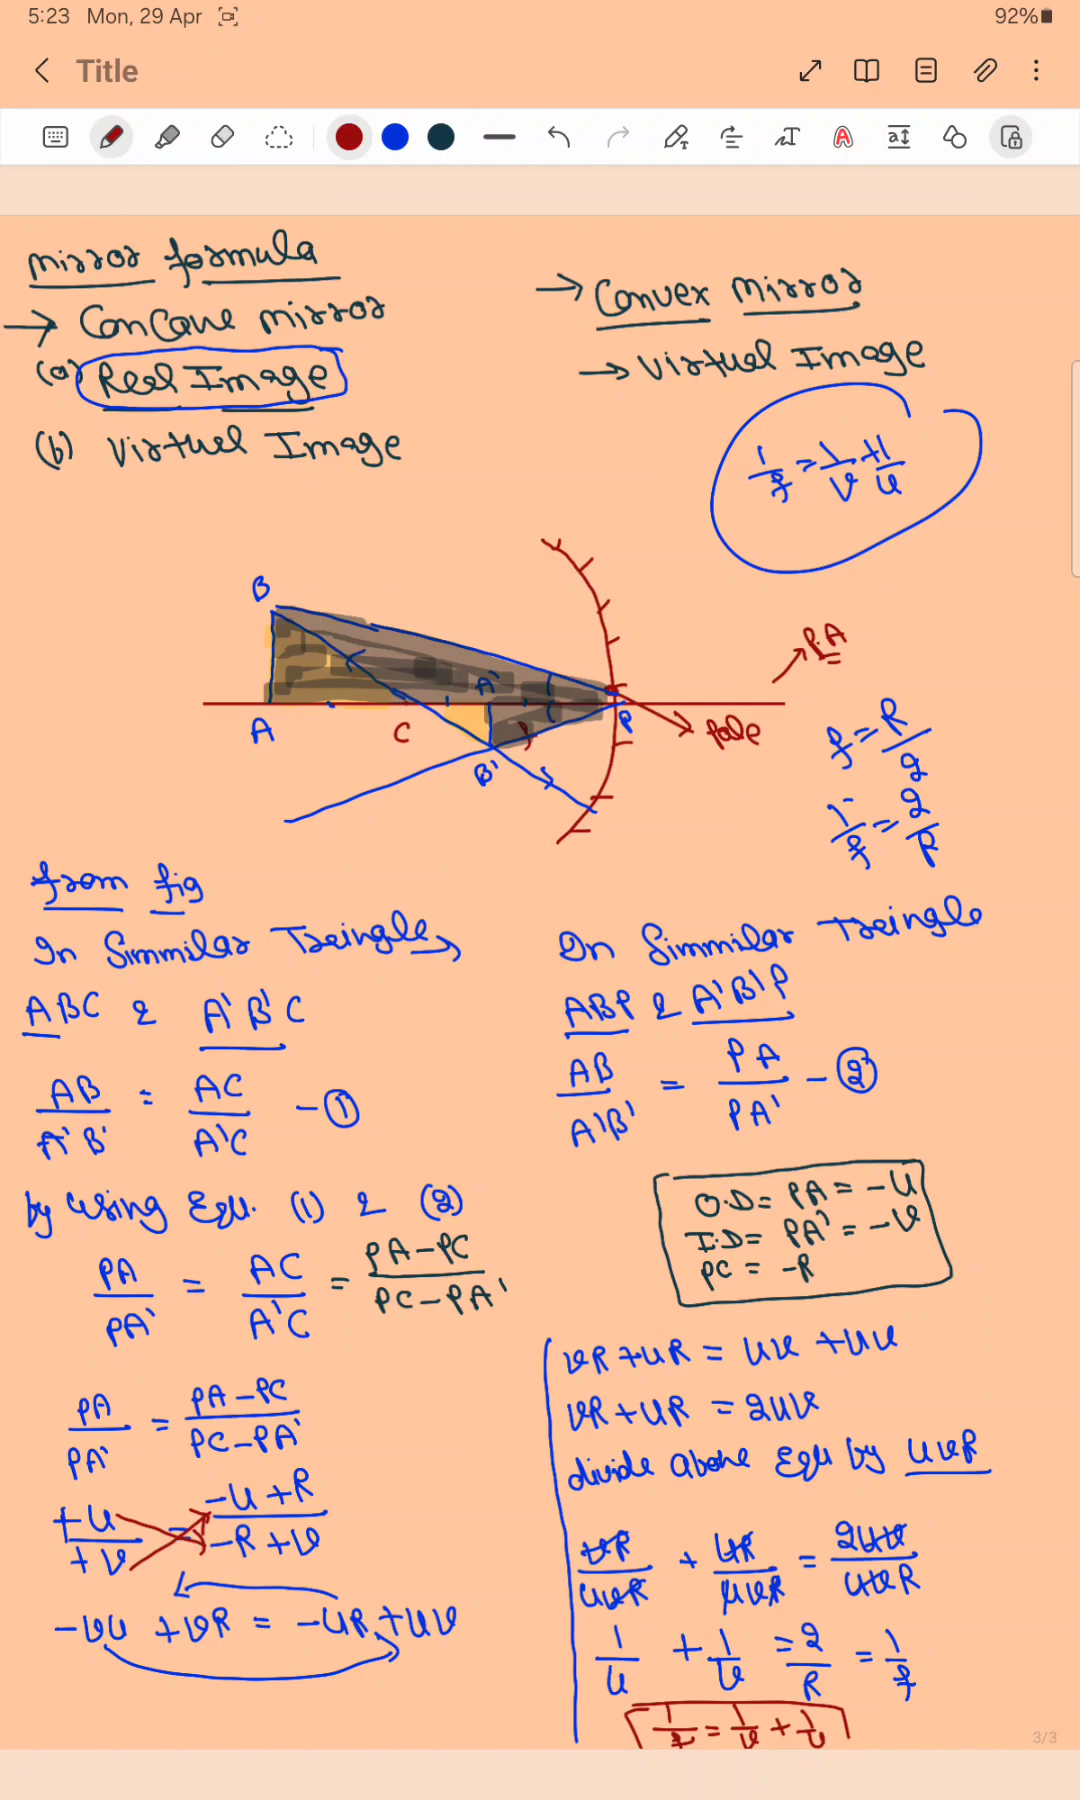 5:23 Mon, 29 Apr 92%
Title
mirror formula
→ Concave mirror
(a) Real Image
(b) Virtual Image
→ Convex mirror
→ Virtual Image
1/f = 1/v + 1/u
B
A
C
A'
B'
P
P.A
pole
f = R/2
1/f = 2/R
from fig
In Simmilar Treingle,
ABC & A'B'C
AB/A'B' = AC/A'C - ①
In Simmilar treingle
ABP & A'B'P
AB/A'B' = PA/PA' - ②
by using Equ. (1) & (2)
PA/PA' = AC/A'C = PA-PC/PC-PA'
O.D = PA = -u
I.D = PA' = -v
PC = -R
PA/PA' = PA-PC/PC-PA'
+u/+v = -u+R/-R+v
-vu + vR = -uR + uv
vR + uR = uv + uv
vR + uR = 2uv
divide above Equ by uvR
vR/uvR + uR/uvR = 2uv/uvR
1/u + 1/v = 2/R = 1/f
1/f = 1/v + 1/u
3/3